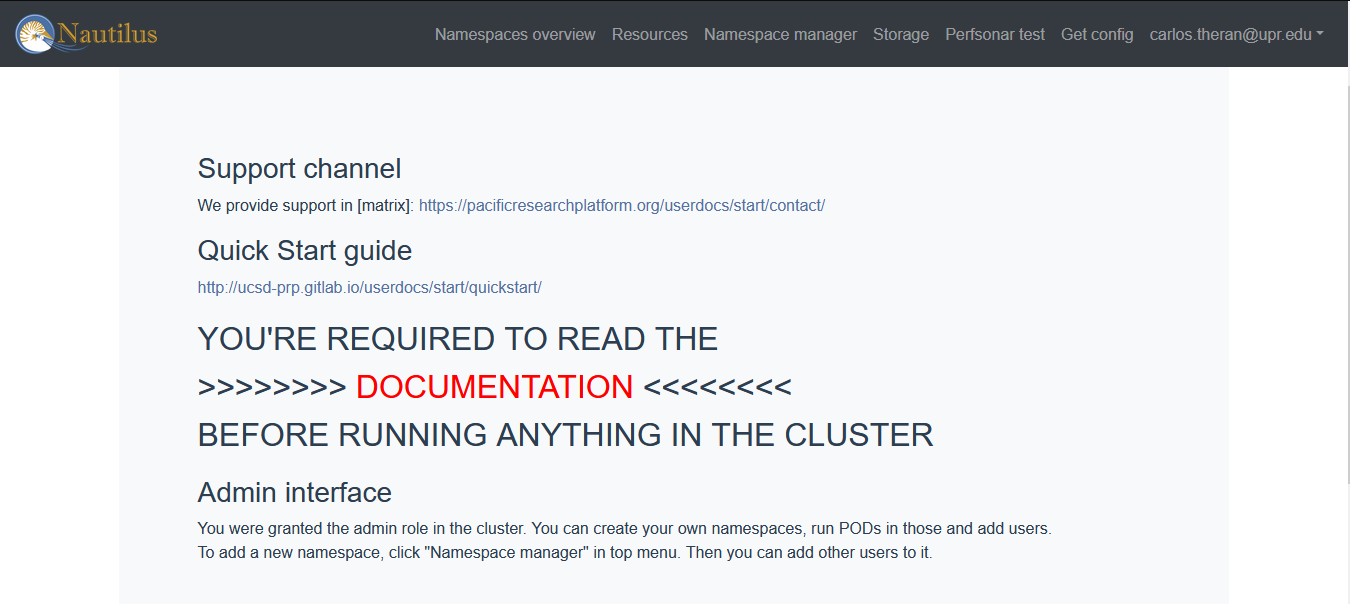 Nautilus
Namespaces overview Resources Namespace manager Storage Perfsonar test Get config carlos.theran@upr.edu
Support channel
We provide support in [matrix]: https://pacificresearchplatform.org/userdocs/start/contact/
Quick Start guide
http://ucsd-prp.gitlab.io/userdocs/start/quickstart/
YOU'RE REQUIRED TO READ THE
>>>>>>>> DOCUMENTATION <<<<<<<<
BEFORE RUNNING ANYTHING IN THE CLUSTER
Admin interface
You were granted the admin role in the cluster. You can create your own namespaces, run PODs in those and add users.
To add a new namespace, click "Namespace manager" in top menu. Then you can add other users to it.